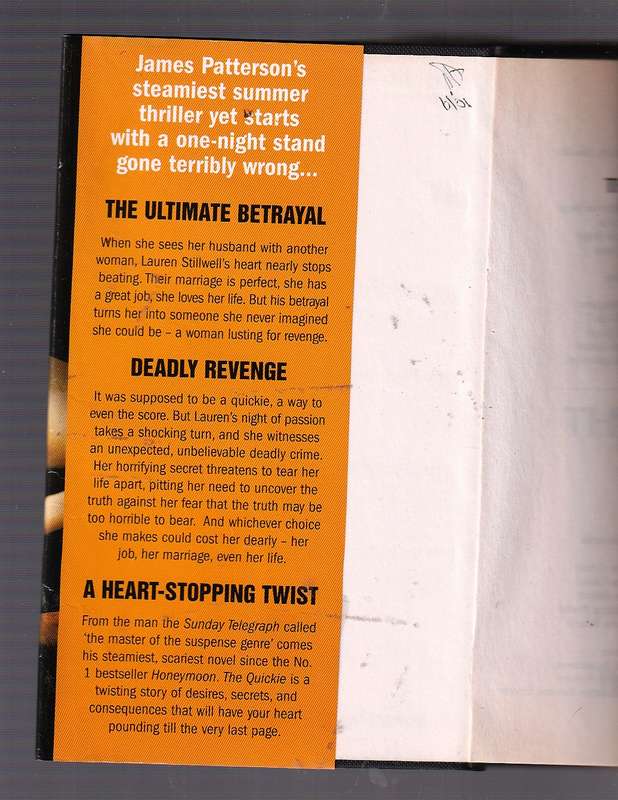 James Patterson's
steamiest summer
thriller yet starts
with a one-night stand
gone terribly wrong...
THE ULTIMATE BETRAYAL
When she sees her husband with another
woman, Lauren Stillwell's heart nearly stops
beating. Their marriage is perfect, she has
a great job, she loves her life. But his betrayal
turns her into someone she never imagined
she could be – a woman lusting for revenge.
DEADLY REVENGE
It was supposed to be a quickie, a way to
even the score. But Lauren's night of passion
takes a shocking turn, and she witnesses
an unexpected, unbelievable deadly crime.
Her horrifying secret threatens to tear her
life apart, pitting her need to uncover the
truth against her fear that the truth may be
too horrible to bear. And whichever choice
she makes could cost her dearly – her
job, her marriage, even her life.
A HEART-STOPPING TWIST
From the man the Sunday Telegraph called
'the master of the suspense genre' comes
his steamiest, scariest novel since the No.
1 bestseller Honeymoon. The Quickie is a
twisting story of desires, secrets, and
consequences that will have your heart
pounding till the very last page.